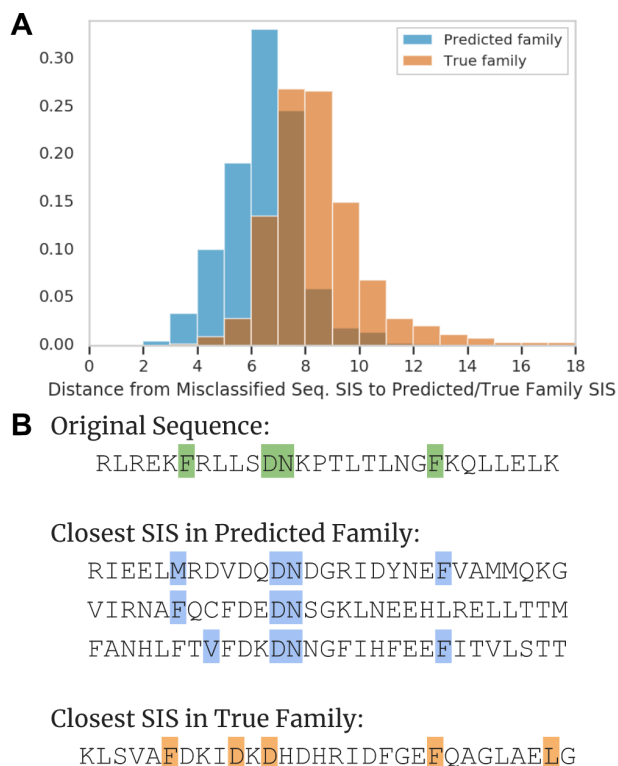 A
0.30
0.25
0.20
0.15
0.10
0.05
0.00
Predicted family
True family
0 2 4 6 8 10 12 14 16 18
Distance from Misclassified Seq. SIS to Predicted/True Family SIS
B Original Sequence:
RLREKFRLLSDNKPTLTLNGFKQLLELK
Closest SIS in Predicted Family:
RIEELMRDVDQDNDGRIDYNEFVAMMQKG
VIRNAFQCFDEDNSGKLNEEHLRELLTTM
FANHLFTVFDKDNNGFIHFEEFITVLSTT
Closest SIS in True Family:
KLSVAFDKIDKDHDHRIDFGEFQAGLAELG